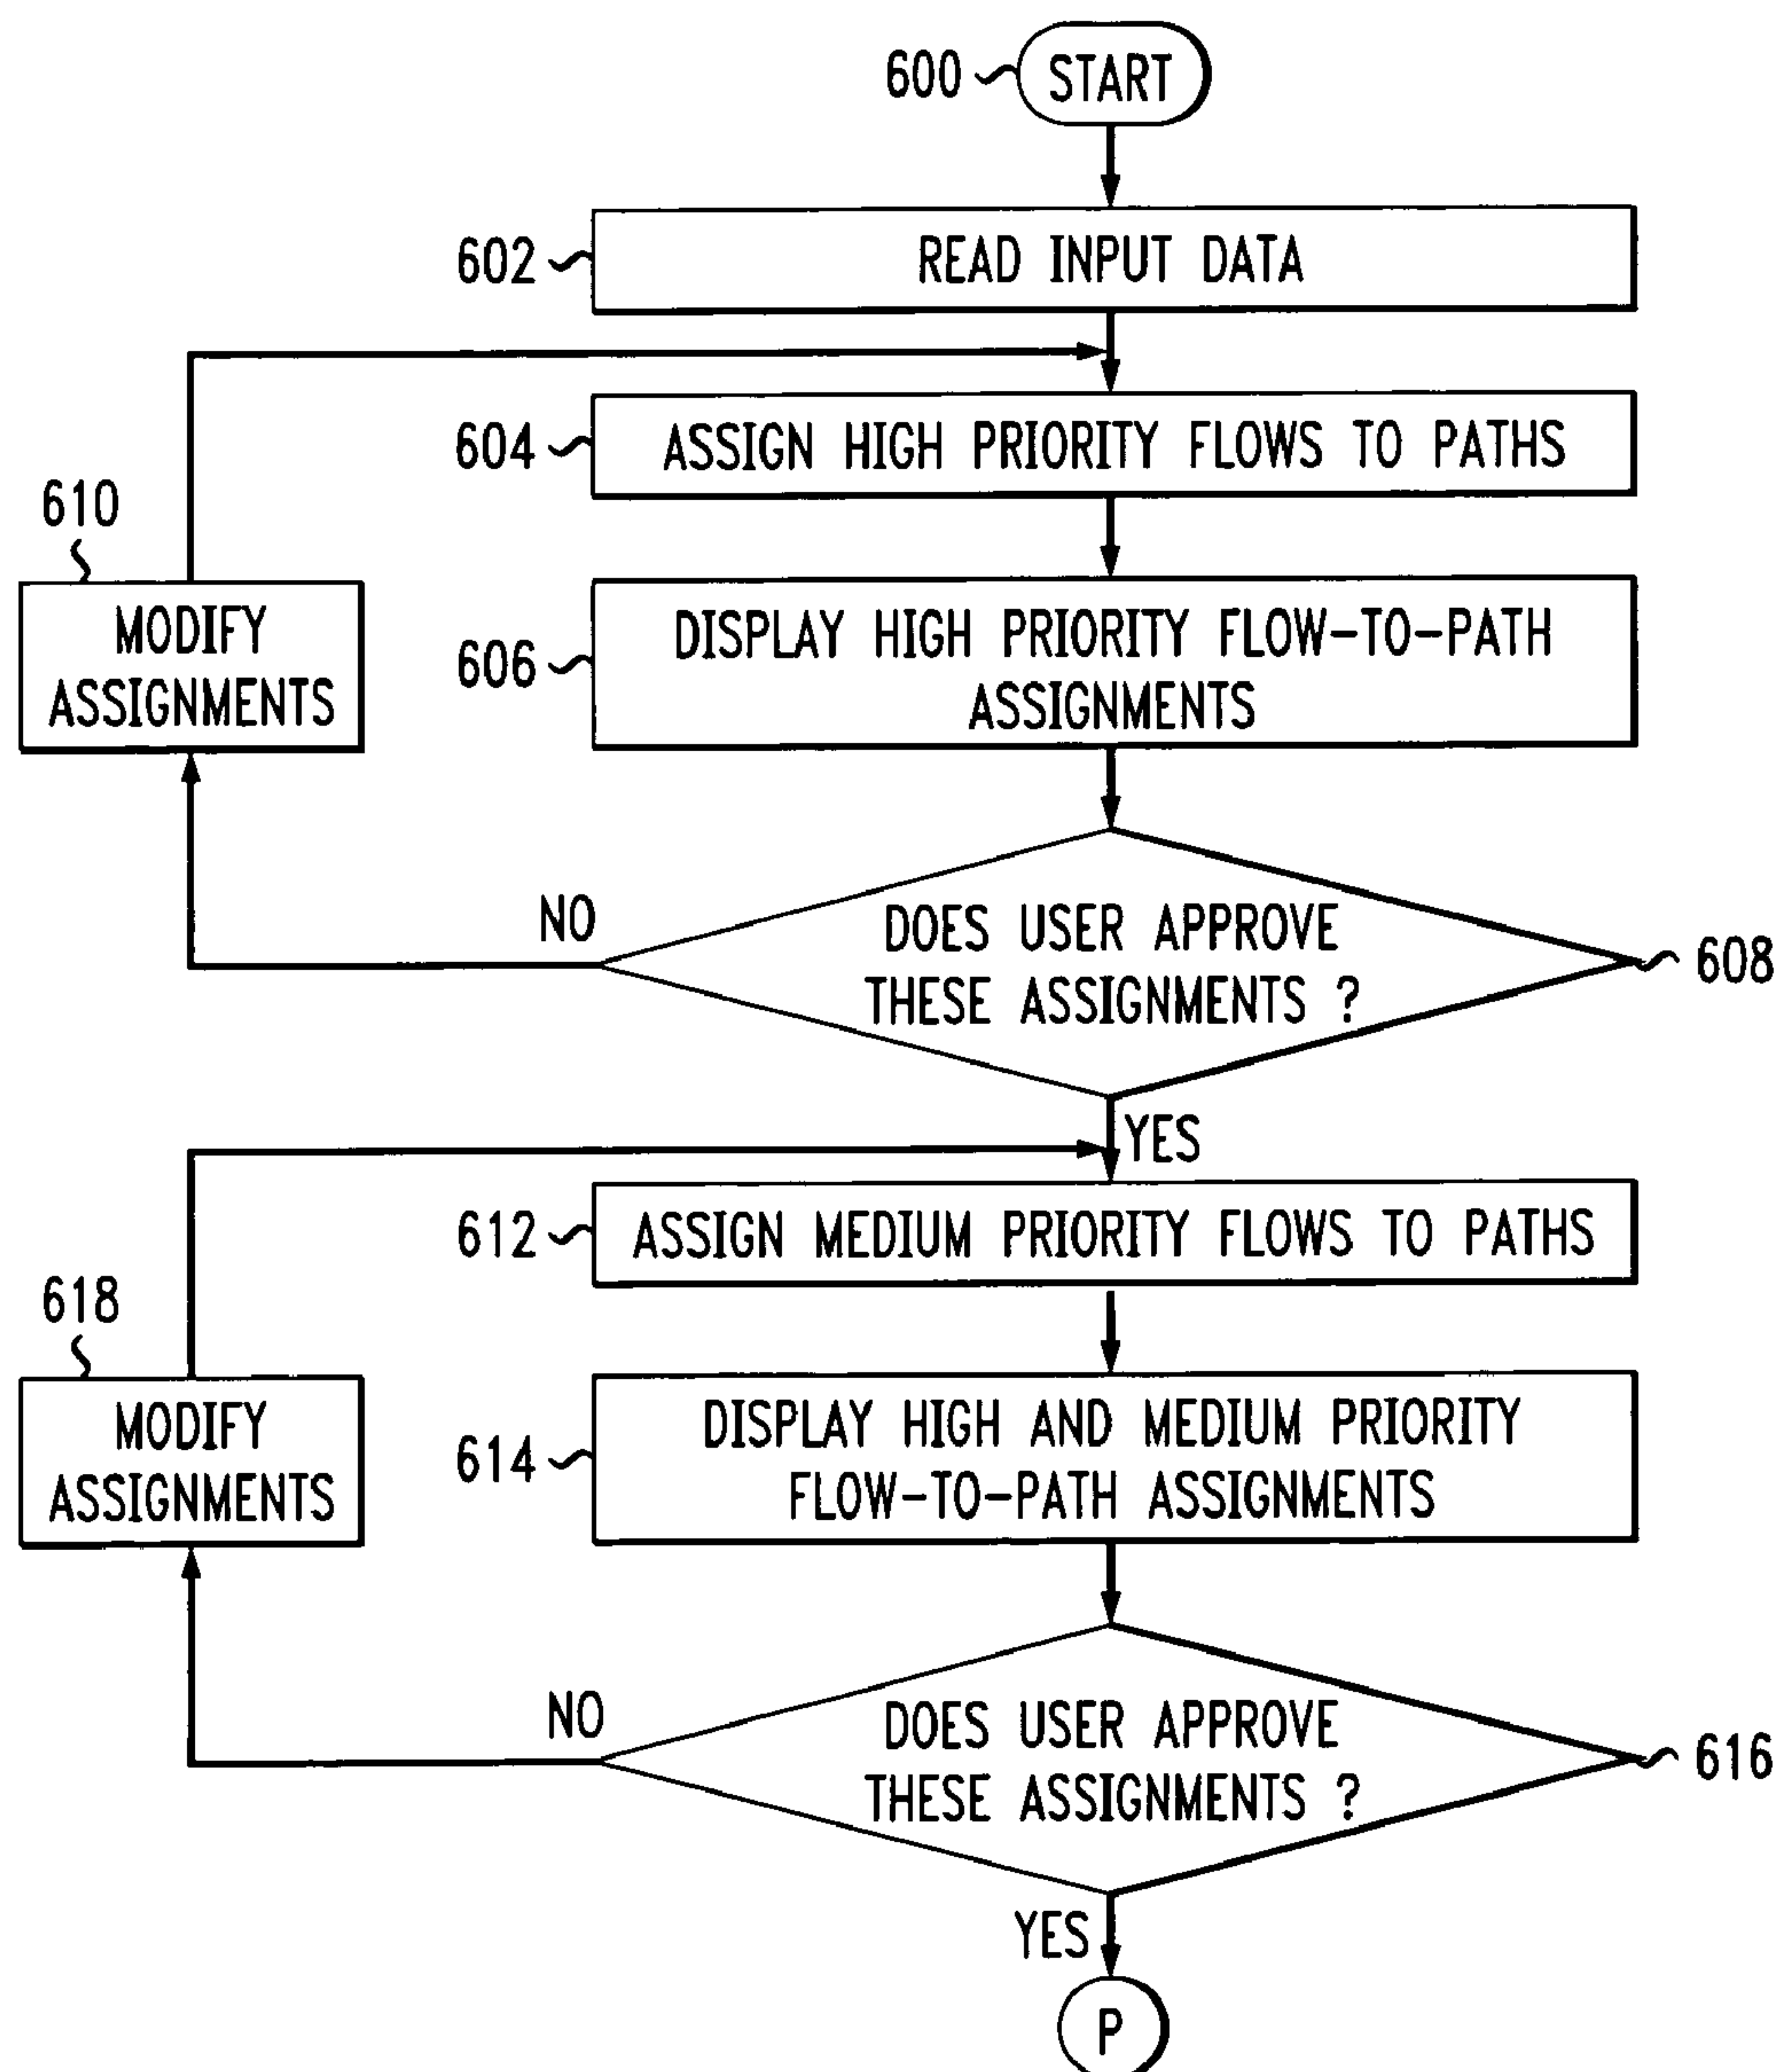 600
START
602
READ INPUT DATA
604
ASSIGN HIGH PRIORITY FLOWS TO PATHS
610
MODIFY
ASSIGNMENTS
606
DISPLAY HIGH PRIORITY FLOW-TO-PATH
ASSIGNMENTS
NO
DOES USER APPROVE
THESE ASSIGNMENTS ?
608
YES
612
ASSIGN MEDIUM PRIORITY FLOWS TO PATHS
618
MODIFY
ASSIGNMENTS
614
DISPLAY HIGH AND MEDIUM PRIORITY
FLOW-TO-PATH ASSIGNMENTS
NO
DOES USER APPROVE
THESE ASSIGNMENTS ?
616
YES
P